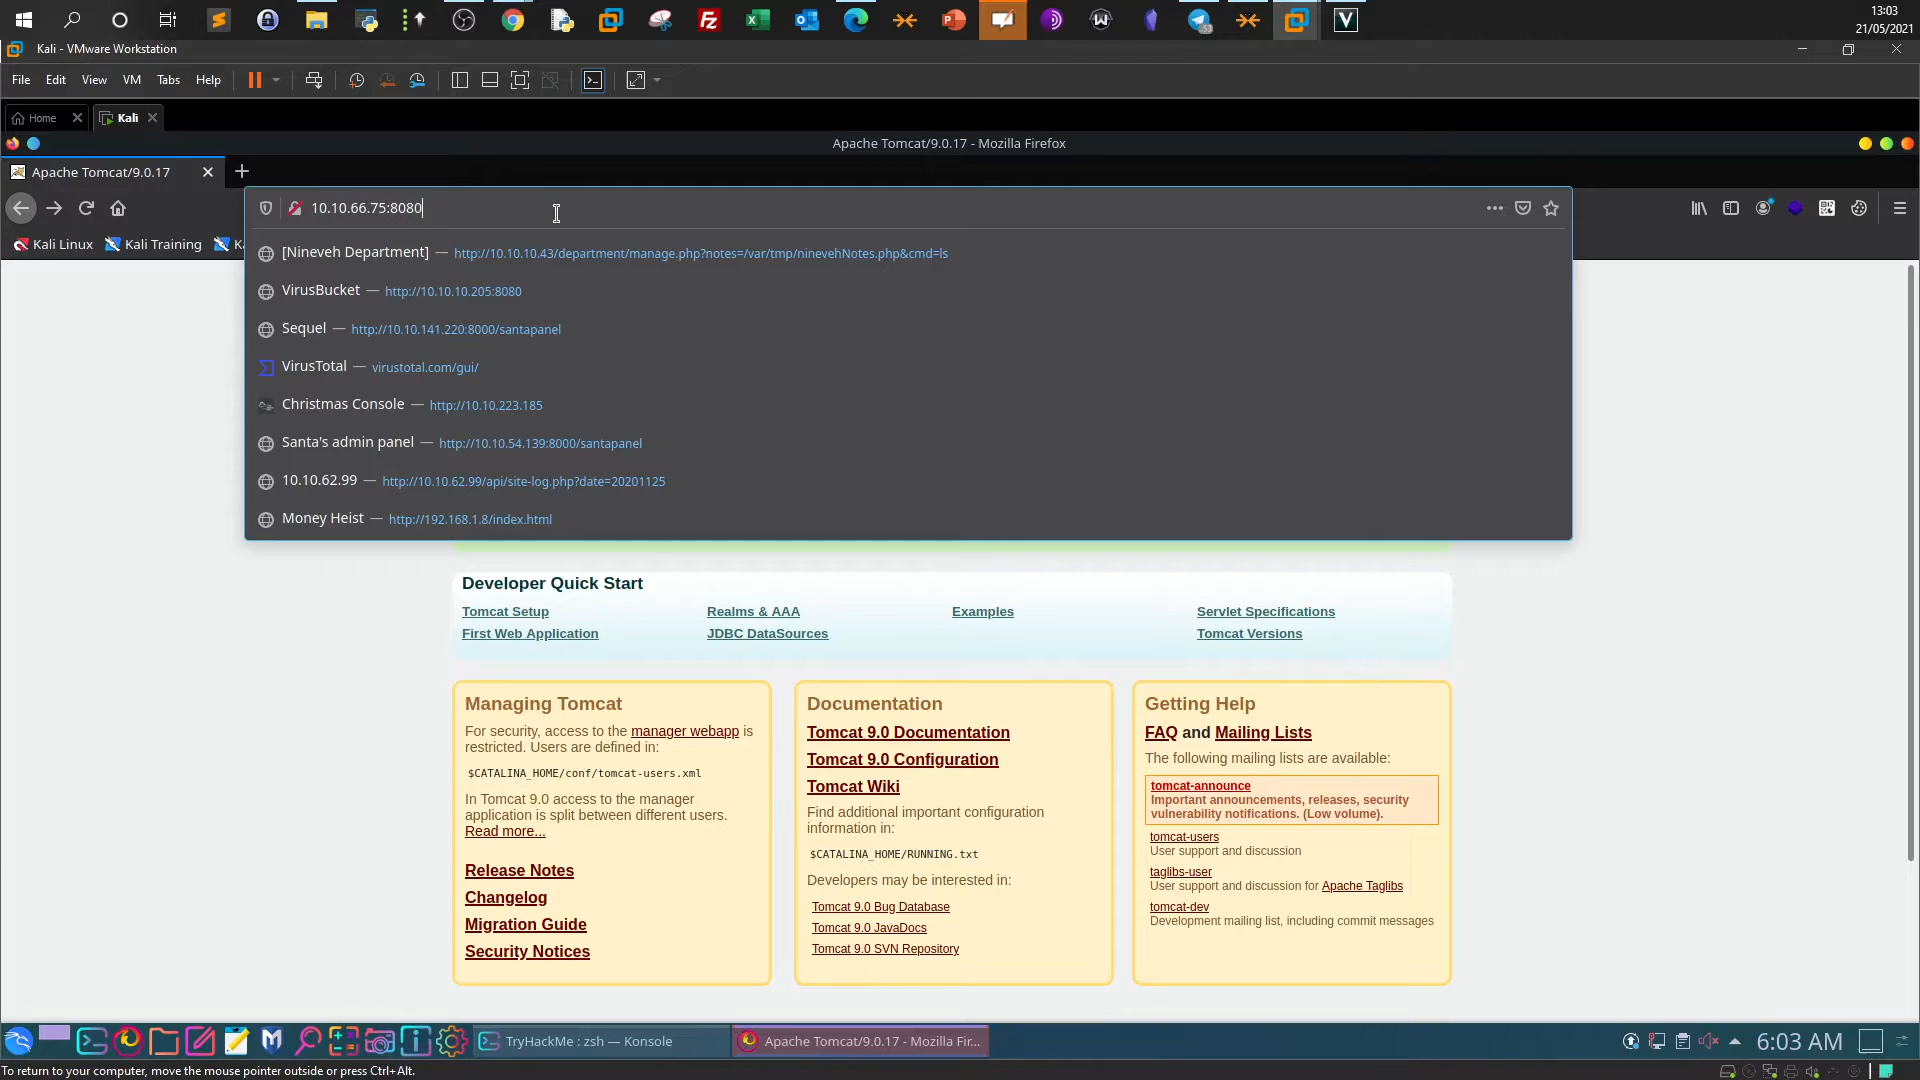 13:03
21/05/2021
Kali - VMware Workstation
File Edit View VM Tabs Help
Home Kali
Apache Tomcat/9.0.17 - Mozilla Firefox
Apache Tomcat/9.0.17
10.10.66.75:8080
Kali Linux Kali Training
[Nineveh Department] — http://10.10.10.43/department/manage.php?notes=/var/tmp/ninevehNotes.php&cmd=ls
VirusBucket — http://10.10.10.205:8080
Sequel — http://10.10.141.220:8000/santapanel
VirusTotal — virustotal.com/gui/
Christmas Console — http://10.10.223.185
Santa's admin panel — http://10.10.54.139:8000/santapanel
10.10.62.99 — http://10.10.62.99/api/site-log.php?date=20201125
Money Heist — http://192.168.1.8/index.html
Developer Quick Start
Tomcat Setup Realms & AAA Examples Servlet Specifications
First Web Application JDBC DataSources Tomcat Versions
Managing Tomcat
For security, access to the manager webapp is
restricted. Users are defined in:
$CATALINA_HOME/conf/tomcat-users.xml
In Tomcat 9.0 access to the manager
application is split between different users.
Read more...
Release Notes
Changelog
Migration Guide
Security Notices
Documentation
Tomcat 9.0 Documentation
Tomcat 9.0 Configuration
Tomcat Wiki
Find additional important configuration
information in:
$CATALINA_HOME/RUNNING.txt
Developers may be interested in:
Tomcat 9.0 Bug Database
Tomcat 9.0 JavaDocs
Tomcat 9.0 SVN Repository
Getting Help
FAQ and Mailing Lists
The following mailing lists are available:
tomcat-announce
Important announcements, releases, security
vulnerability notifications. (Low volume).
tomcat-users
User support and discussion
taglibs-user
User support and discussion for Apache Taglibs
tomcat-dev
Development mailing list, including commit messages
TryHackMe : zsh — Konsole
Apache Tomcat/9.0.17 - Mozilla Fir...
6:03 AM
To return to your computer, move the mouse pointer outside or press Ctrl+Alt.